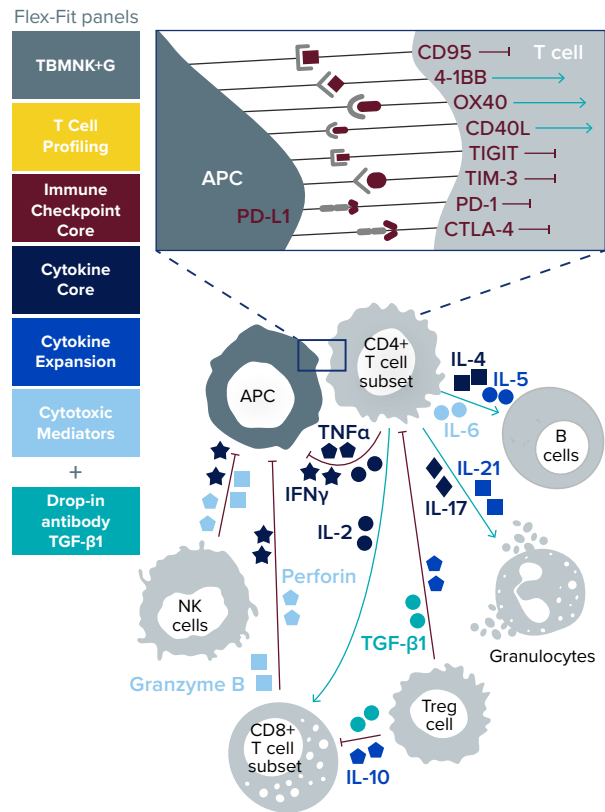 Flex-Fit panels
TBMNK+G
T Cell
Profiling
Immune
Checkpoint
Core
Cytokine
Core
Cytokine
Expansion
Cytotoxic
Mediators
+
Drop-in
antibody
TGF-β1
APC
PD-L1
T cell
CD95
4-1BB
OX40
CD40L
TIGIT
TIM-3
PD-1
CTLA-4
APC
CD4+
T cell
subset
IL-4
IL-5
IL-6
B
cells
TNFα
IFNγ
IL-2
IL-21
IL-17
Granulocytes
NK
cells
Perforin
Granzyme B
TGF-β1
Treg
cell
CD8+
T cell
subset
IL-10